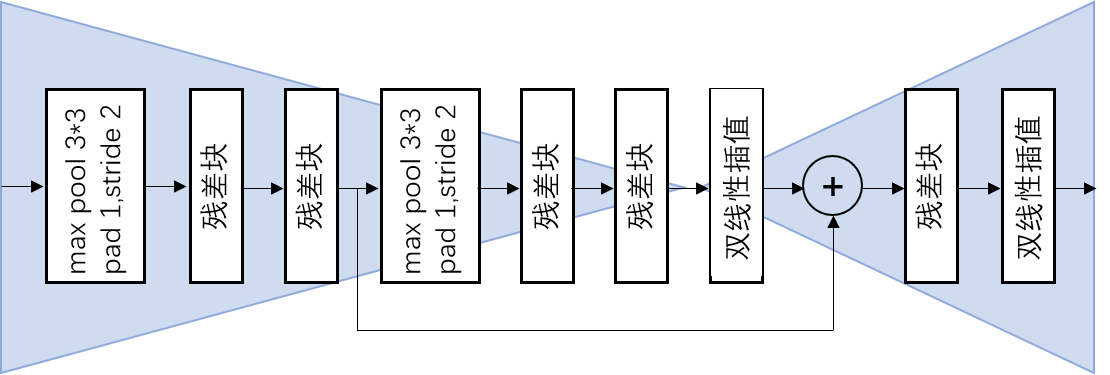 max pool 3*3
pad 1,stride 2
残差块
残差块
max pool 3*3
pad 1,stride 2
残差块
残差块
双线性插值
+
残差块
双线性插值